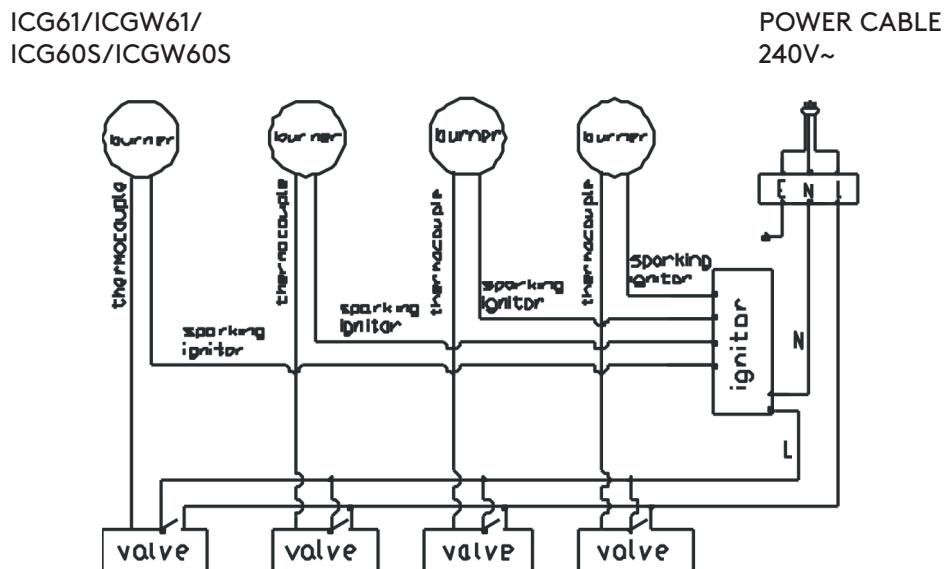 ICG61/ICGW61/
ICG60S/ICGW60S
POWER CABLE
240V~
burner
burner
burner
burner
E N L
thermocouple
thermocouple
thermocouple
thermocouple
sparking
ignitor
sparking
ignitor
sparking
ignitor
sparking
ignitor
ignitor
N
L
valve
valve
valve
valve